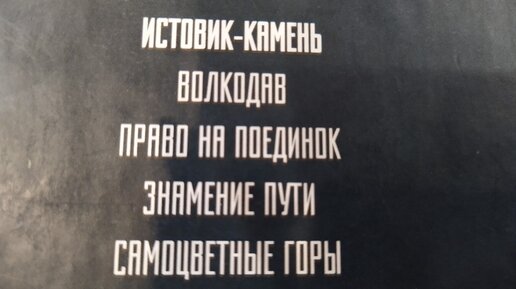 ИСТОВИК-КАМЕНЬ
ВОЛКОДАВ
ПРАВО НА ПОЕДИНОК
ЗНАМЕНИЕ ПУТИ
САМОЦВЕТНЫЕ ГОРЫ